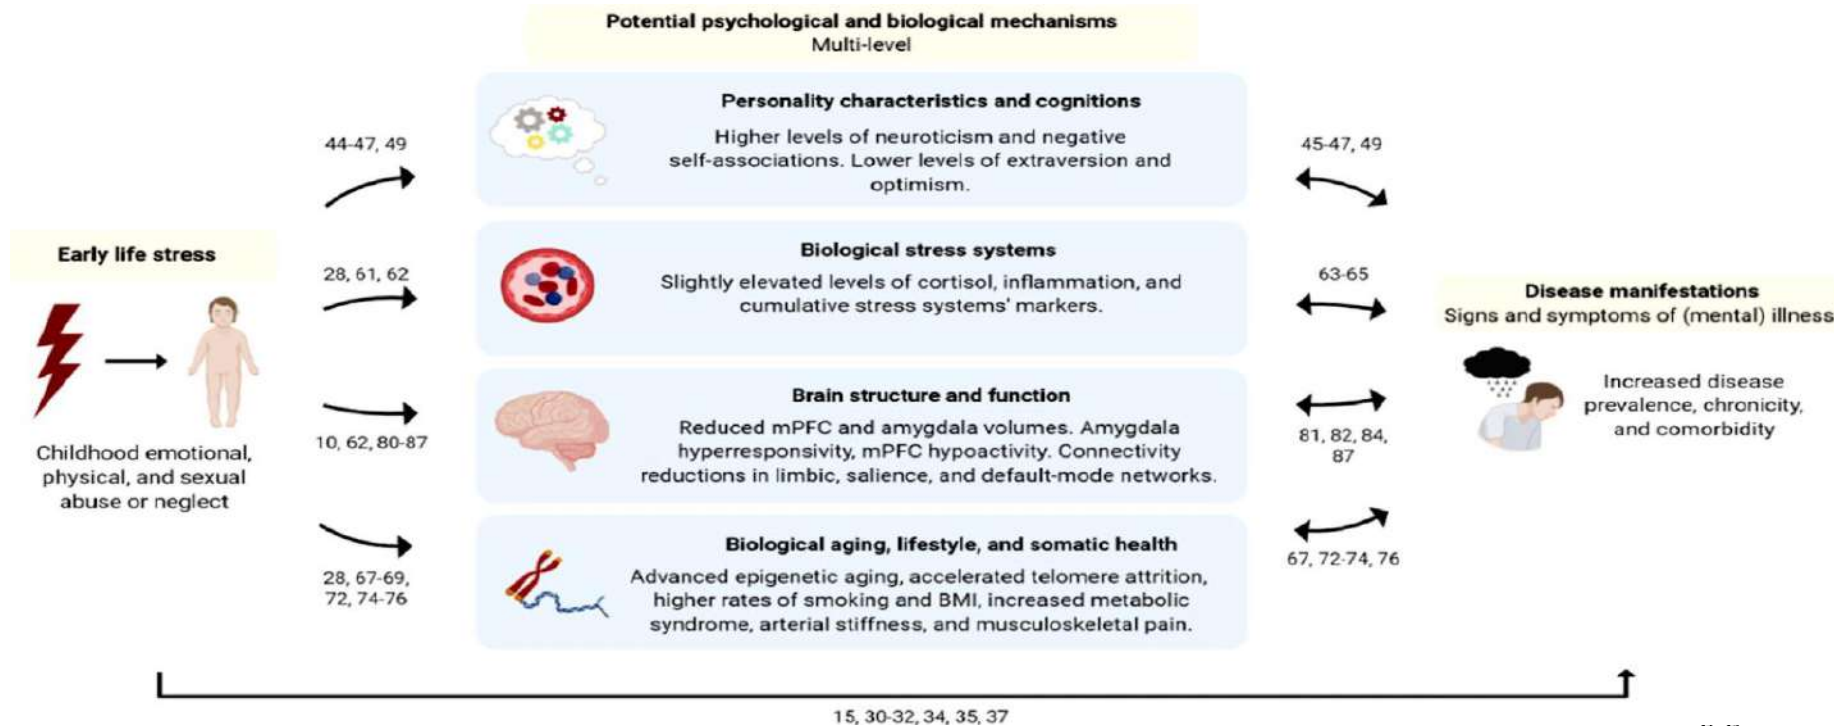 Potential psychological and biological mechanisms
Multi-level
Personality characteristics and cognitions
Higher levels of neuroticism and negative
self-associations. Lower levels of extraversion and
optimism.
44-47, 49
45-47, 49
Early life stress
Childhood emotional,
physical, and sexual
abuse or neglect
28, 61, 62
Biological stress systems
Slightly elevated levels of cortisol, inflammation, and
cumulative stress systems' markers.
63-65
Disease manifestations
Signs and symptoms of (mental) illness
Increased disease
prevalence, chronicity,
and comorbidity
10, 62, 80-87
Brain structure and function
Reduced mPFC and amygdala volumes. Amygdala
hyperresponsivity, mPFC hypoactivity. Connectivity
reductions in limbic, salience, and default-mode networks.
81, 82, 84,
87
28, 67-69,
72, 74-76
Biological aging, lifestyle, and somatic health
Advanced epigenetic aging, accelerated telomere attrition,
higher rates of smoking and BMI, increased metabolic
syndrome, arterial stiffness, and musculoskeletal pain.
67, 72-74, 76
15, 30-32, 34, 35, 37